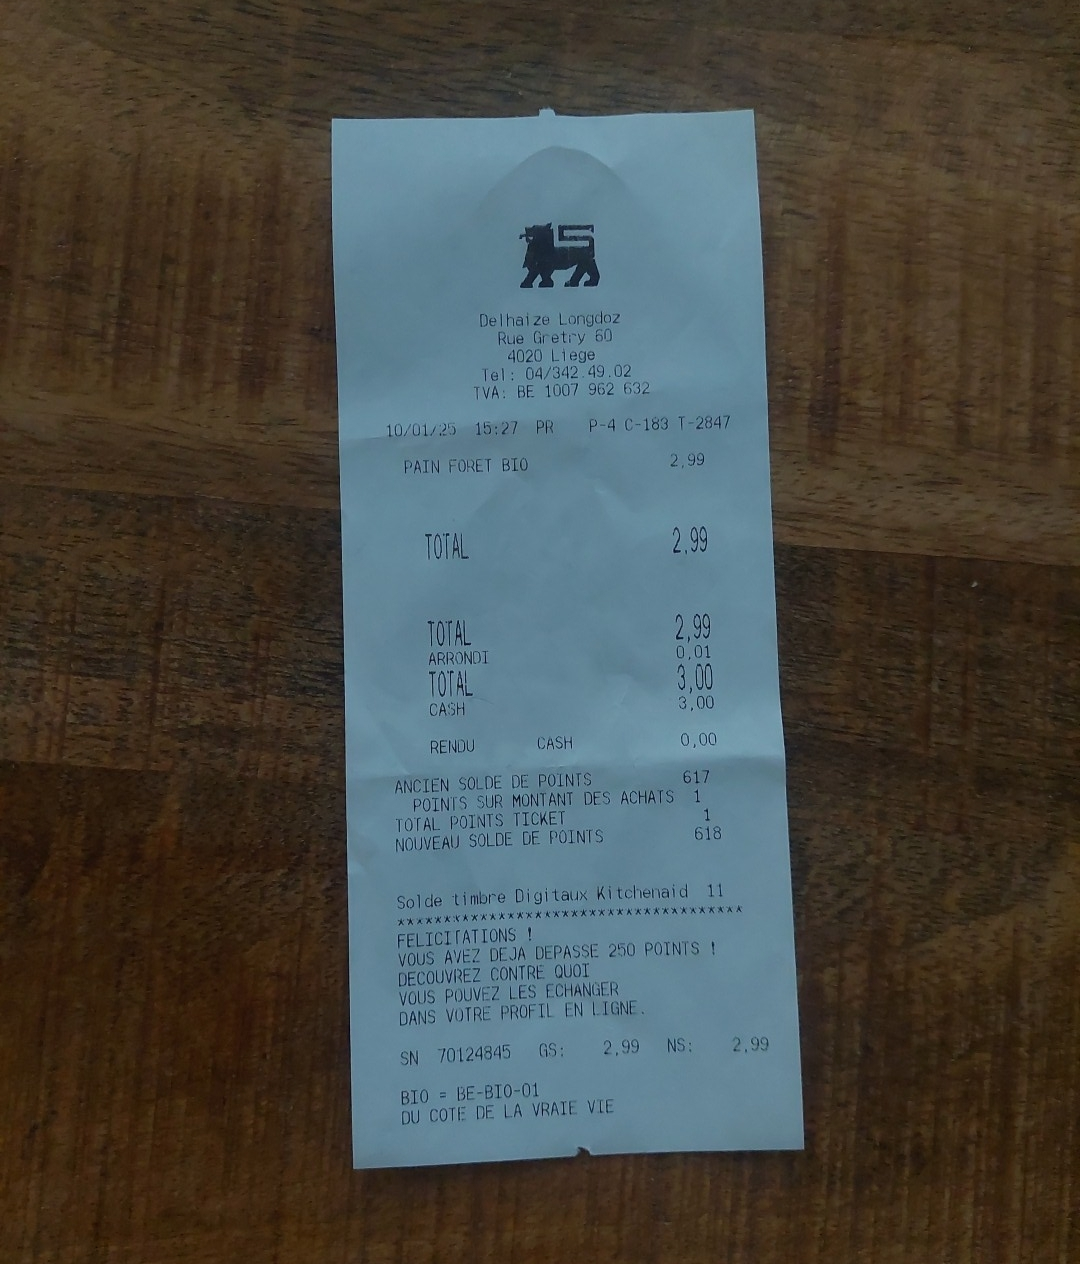 Delhaize Longdoz
Rue Gretry 60
4020 Liege
Tel: 04/342.49.02
TVA: BE 1007 962 632
10/01/25 15:27 PR P-4 C-183 T-2847
PAIN FORET BIO 2,99
TOTAL 2,99
TOTAL 2,99
ARRONDI 0,01
TOTAL 3,00
CASH 3,00
RENDU CASH 0,00
ANCIEN SOLDE DE POINTS 617
POINTS SUR MONTANT DES ACHATS 1
TOTAL POINTS TICKET 1
NOUVEAU SOLDE DE POINTS 618
Solde timbre Digitaux Kitchenaid 11
**************************************
FELICITATIONS !
VOUS AVEZ DEJA DEPASSE 250 POINTS !
DECOUVREZ CONTRE QUOI
VOUS POUVEZ LES ECHANGER
DANS VOTRE PROFIL EN LIGNE.
SN 70124845 GS: 2,99 NS: 2,99
BIO = BE-BIO-01
DU COTE DE LA VRAIE VIE